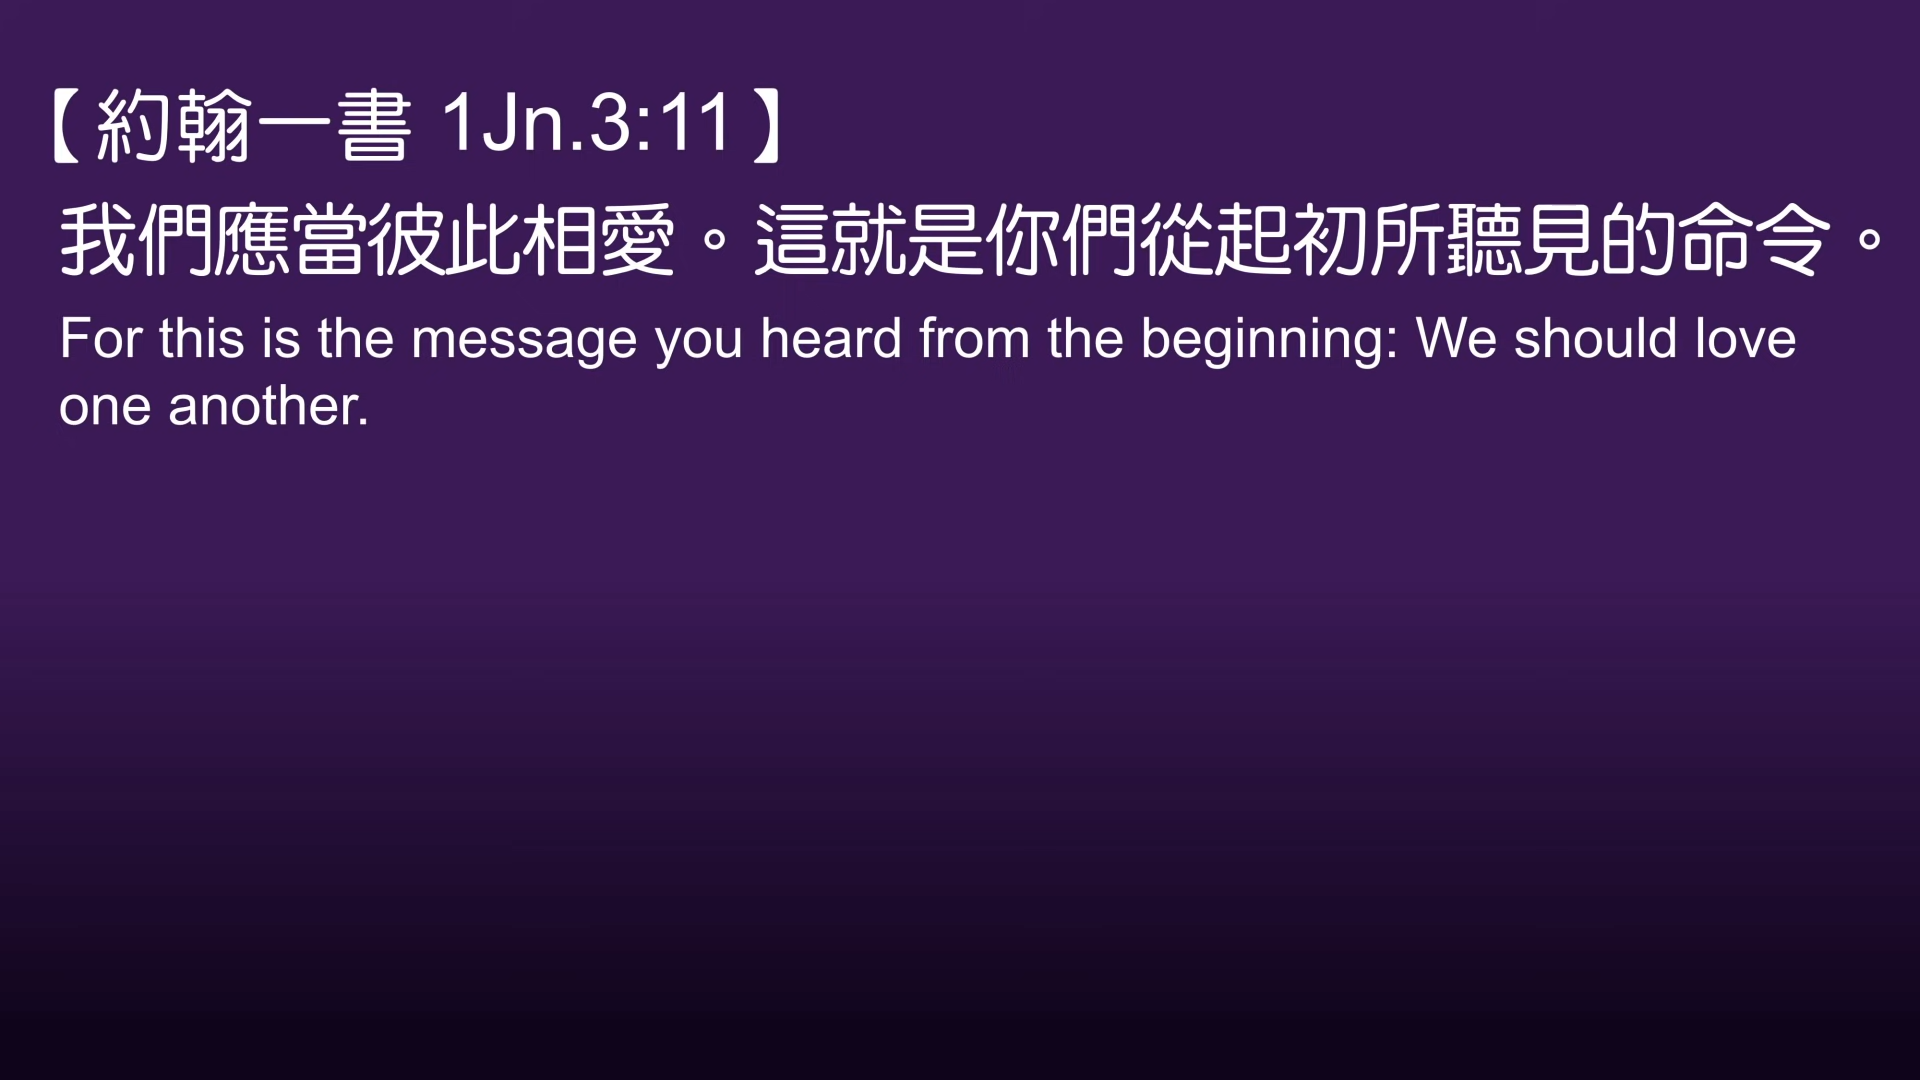 【約翰一書 1Jn.3:11】
我們應當彼此相愛。這就是你們從起初所聽見的命令。
For this is the message you heard from the beginning: We should love
one another.